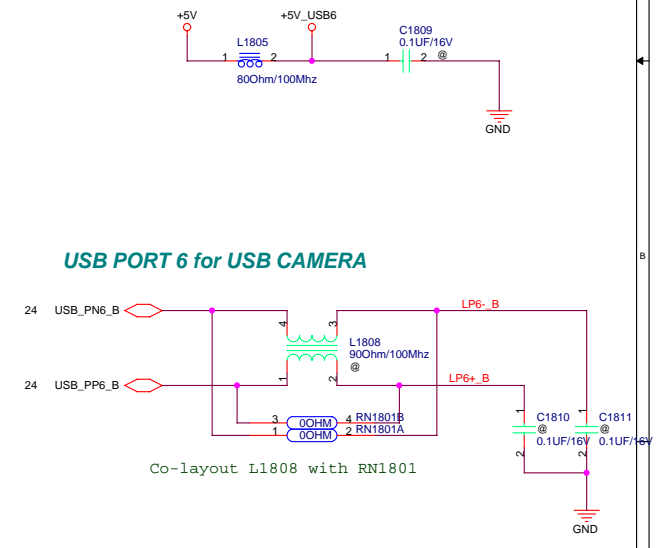 +5V
+5V_USB6
L1805
1
2
80Ohm/100Mhz
C1809
0.1UF/16V
@
1
2
GND
USB PORT 6 for USB CAMERA
B
24 USB_PN6_B
LP6-_B
4
3
L1808
90Ohm/100Mhz
@
1
2
24 USB_PP6_B
LP6+_B
3 0OHM 4 RN1801B
1 0OHM 2 RN1801A
1
C1810
@
0.1UF/16V
2
1
C1811
@
0.1UF/16V
2
Co-layout L1808 with RN1801
GND